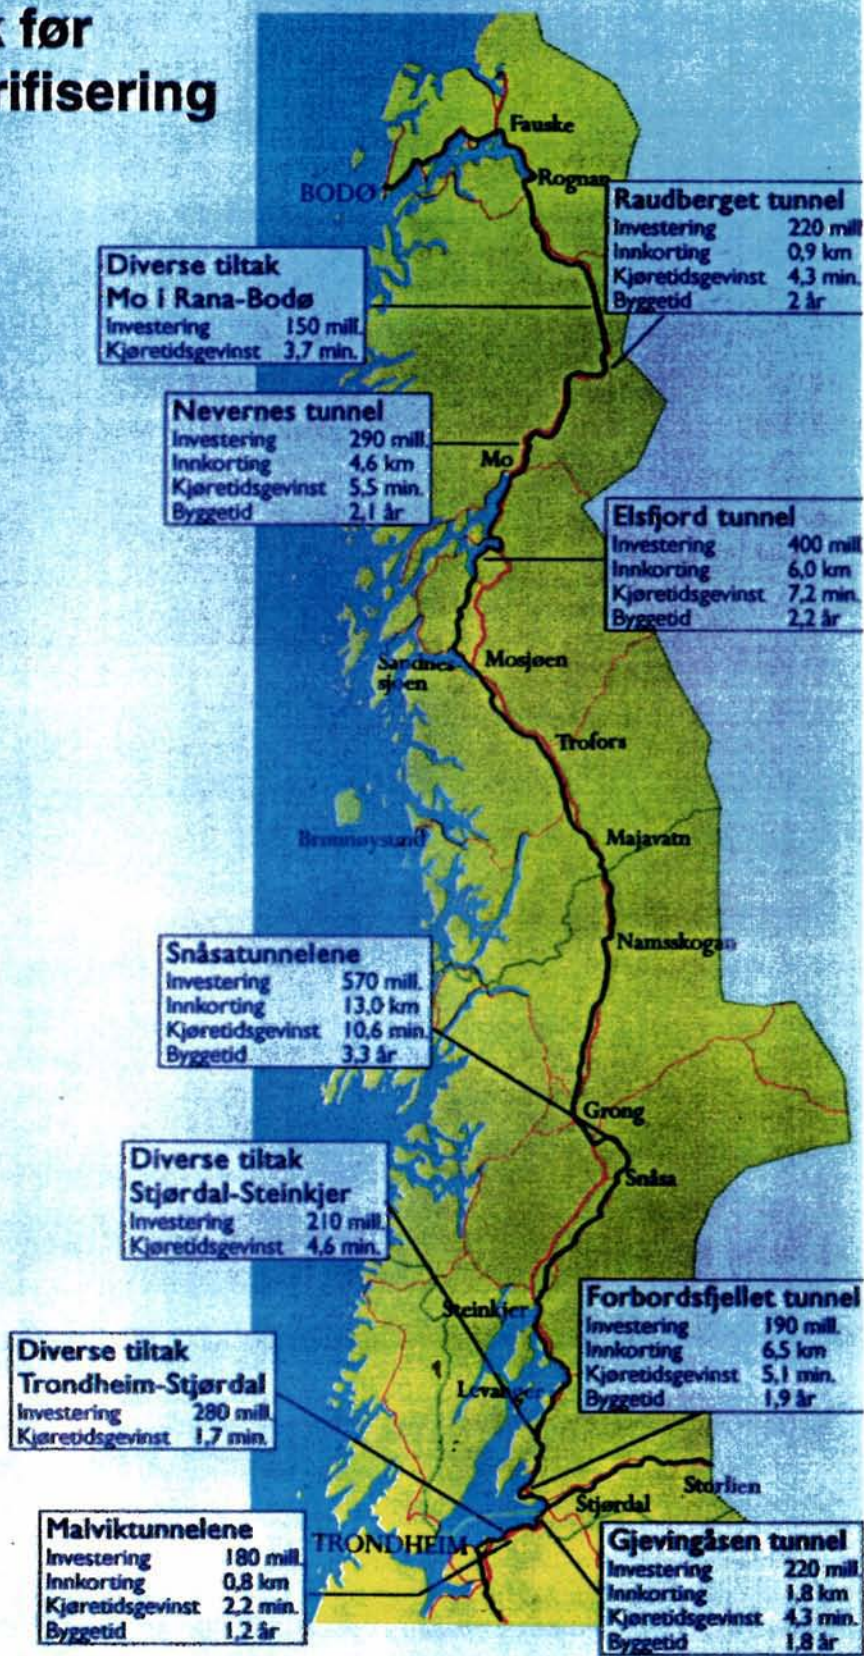 før
rifisering
Fauske
BODØ
Rognan
Raudberget tunnel
Investering 220 mill
Innkorting 0,9 km
Kjøretidsgevinst 4,3 min.
Byggetid 2 år
Diverse tiltak
Mo i Rana-Bodø
Investering 150 mill.
Kjøretidsgevinst 3,7 min.
Nevernes tunnel
Investering 290 mill.
Innkorting 4,6 km
Kjøretidsgevinst 5,5 min.
Byggetid 2,1 år
Mo
Elsfjord tunnel
Investering 400 mill
Innkorting 6,0 km
Kjøretidsgevinst 7,2 min.
Byggetid 2,2 år
Sandnes-
sjøen
Mosjøen
Trofors
Brønnøysund
Majavatn
Namsskogan
Snåsatunnelene
Investering 570 mill.
Innkorting 13,0 km
Kjøretidsgevinst 10,6 min.
Byggetid 3,3 år
Grong
Snåsa
Diverse tiltak
Stjørdal-Steinkjer
Investering 210 mill.
Kjøretidsgevinst 4,6 min.
Steinkjer
Forbordsfjellet tunnel
Investering 190 mill.
Innkorting 6,5 km
Kjøretidsgevinst 5,1 min.
Byggetid 1,9 år
Diverse tiltak
Trondheim-Stjørdal
Investering 280 mill.
Kjøretidsgevinst 1,7 min.
Levanger
Storlien
Stjørdal
TRONDHEIM
Malviktunnelene
Investering 180 mill.
Innkorting 0,8 km
Kjøretidsgevinst 2,2 min.
Byggetid 1,2 år
Gjevingåsen tunnel
Investering 220 mill.
Innkorting 1,8 km
Kjøretidsgevinst 4,3 min.
Byggetid 1,8 år